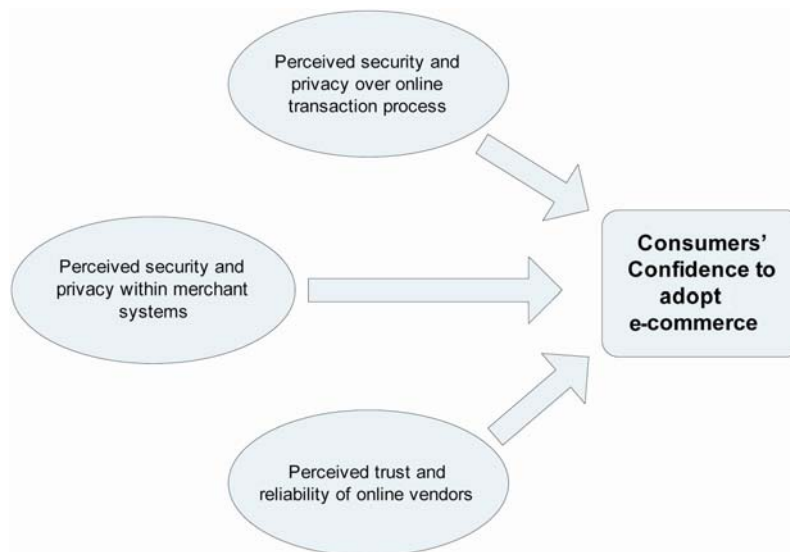 Perceived security and
privacy over online
transaction process
Perceived security and
privacy within merchant
systems
Consumers’
Confidence to
adopt
e-commerce
Perceived trust and
reliability of online vendors